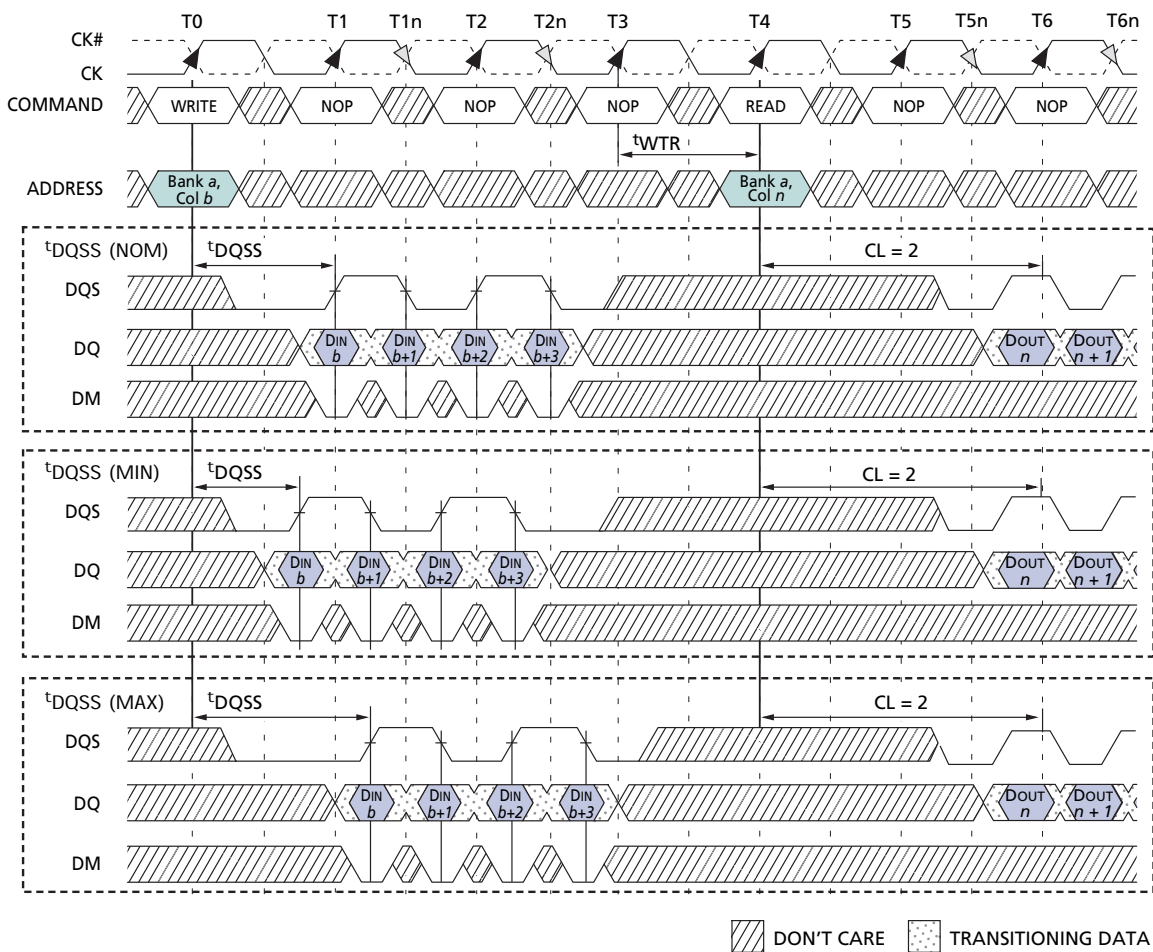 T0 T1 T1n T2 T2n T3 T4 T5 T5n T6 T6n
CK#
CK
COMMAND WRITE NOP NOP NOP READ NOP NOP
tWTR
ADDRESS Bank a, Col b Bank a, Col n
tDQSS (NOM) tDQSS CL = 2
DQS
DQ DIN b DIN b+1 DIN b+2 DIN b+3 DOUT n DOUT n + 1
DM
tDQSS (MIN) tDQSS CL = 2
DQS
DQ DIN b DIN b+1 DIN b+2 DIN b+3 DOUT n DOUT n + 1
DM
tDQSS (MAX) tDQSS CL = 2
DQS
DQ DIN b DIN b+1 DIN b+2 DIN b+3 DOUT n DOUT n + 1
DM
DON'T CARE TRANSITIONING DATA